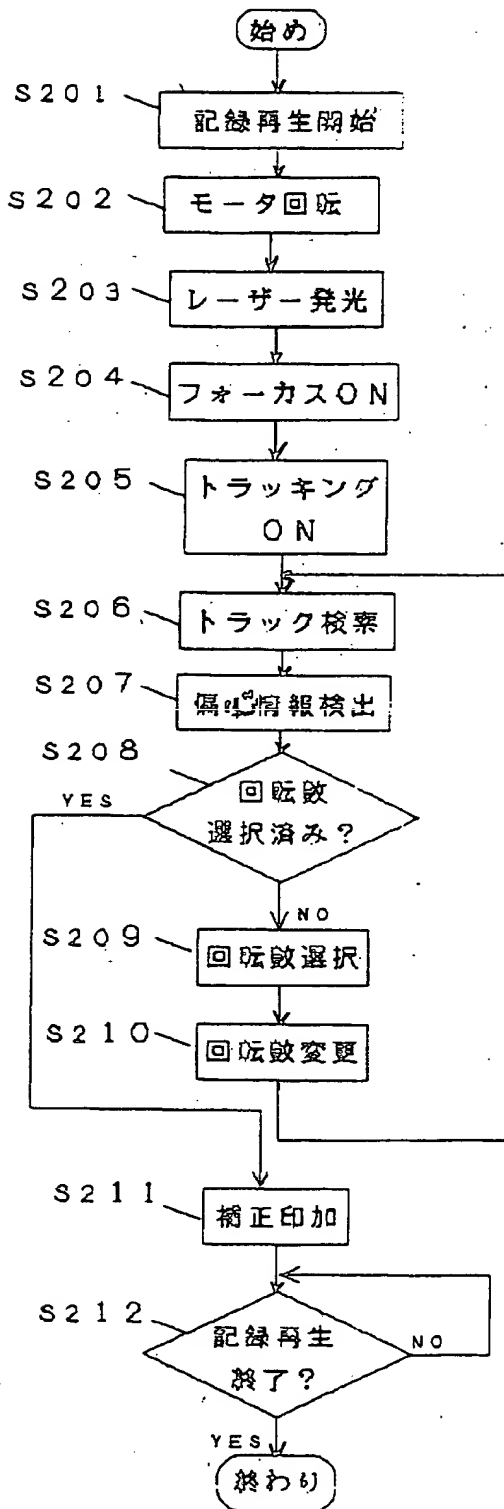 始め
S201
記録再生開始
S202
モータ回転
S203
レーザー発光
S204
フォーカスON
S205
トラッキング
ON
S206
トラック検索
S207
情報検出
S208
回転数
選択済み?
YES
NO
S209
回転数選択
S210
回転数変更
S211
補正印加
S212
記録再生
終了?
NO
YES
終わり